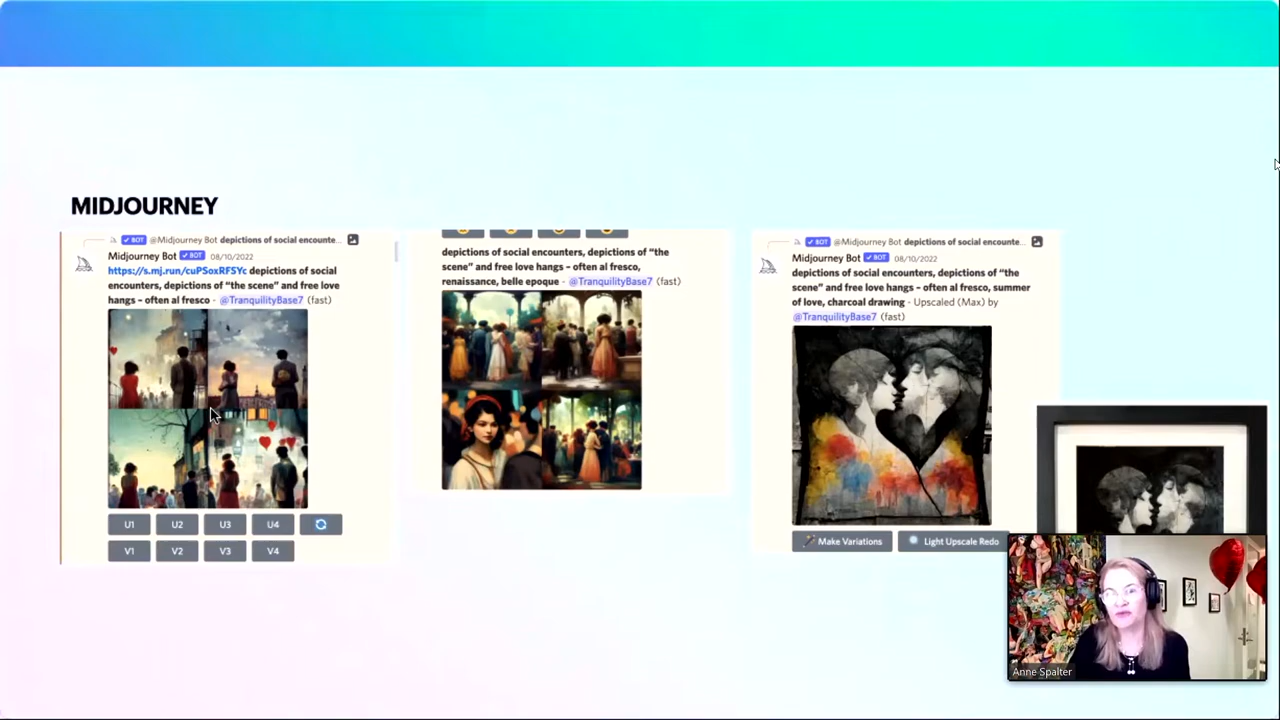 MIDJOURNEY
BOT @Midjourney Bot depictions of social encounte...
Midjourney Bot BOT 08/10/2022
https://s.mj.run/cuPSoxRFSYc depictions of social
encounters, depictions of “the scene” and free love
hangs – often al fresco - @TranquilityBase7 (fast)
U1 U2 U3 U4
V1 V2 V3 V4
depictions of social encounters, depictions of “the
scene” and free love hangs – often al fresco,
renaissance, belle epoque - @TranquilityBase7 (fast)
BOT @Midjourney Bot depictions of social encounte...
Midjourney Bot BOT 08/10/2022
depictions of social encounters, depictions of “the
scene” and free love hangs – often al fresco, summer
of love, charcoal drawing - Upscaled (Max) by
@TranquilityBase7 (fast)
Make Variations Light Upscale Redo
Anne Spalter